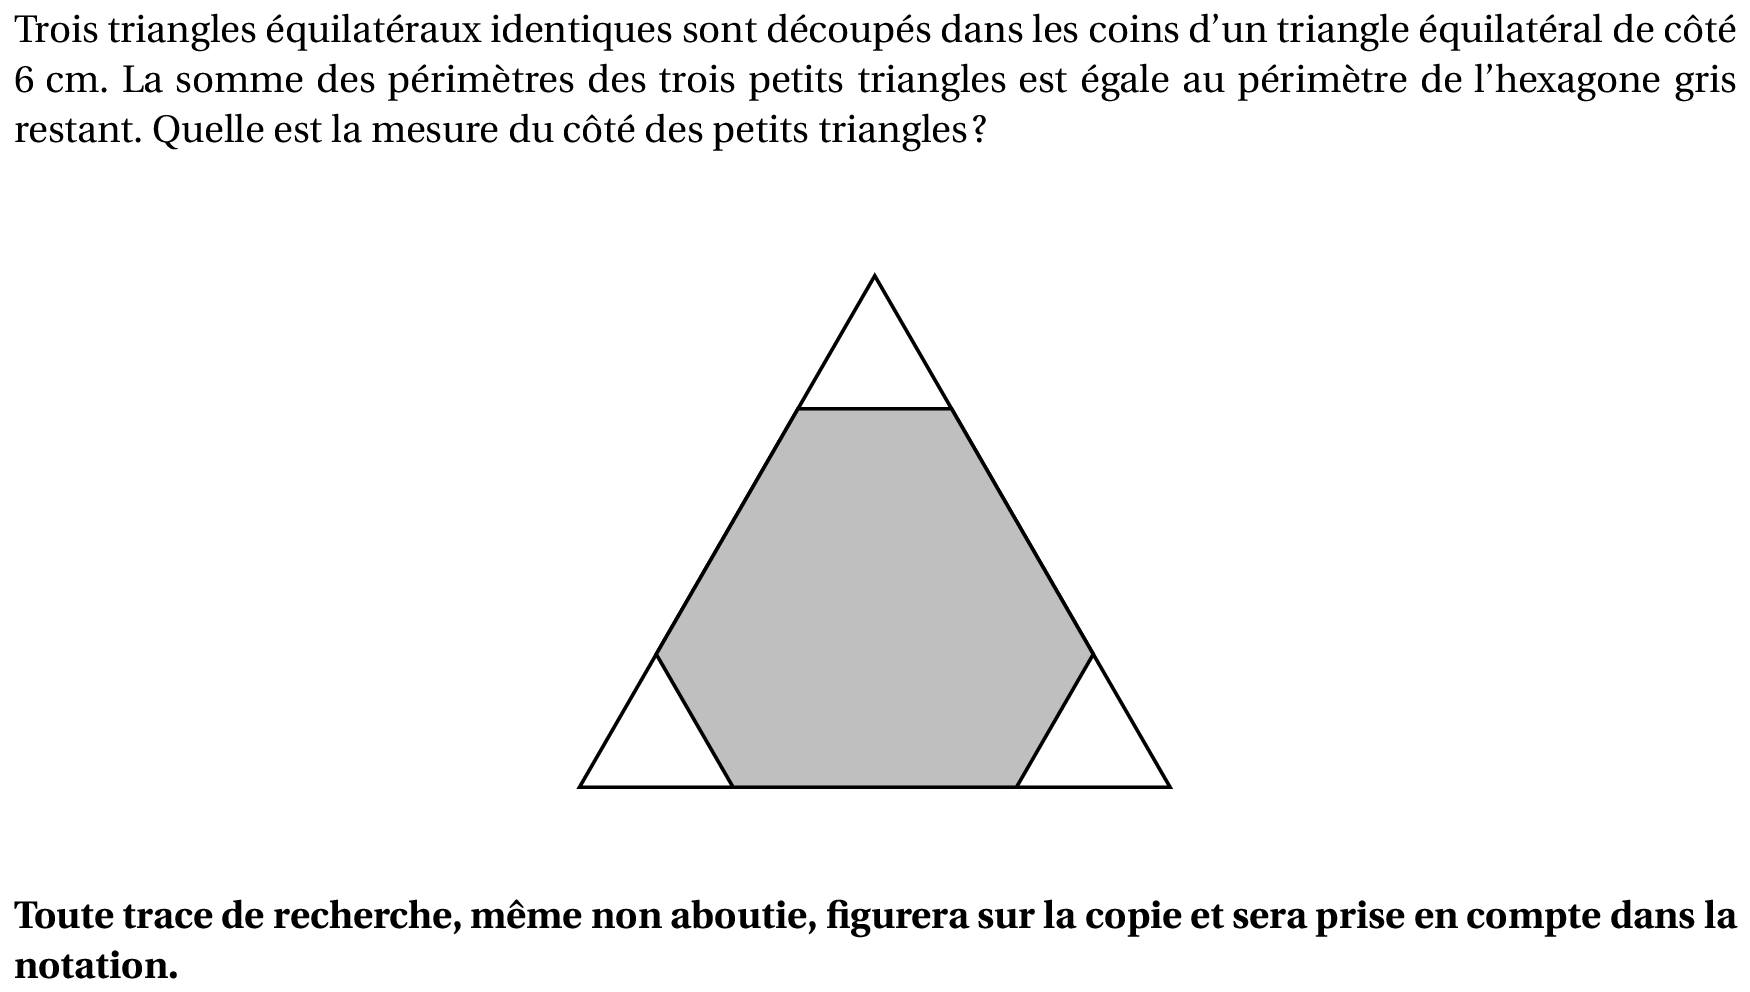 Trois triangles équilatéraux identiques sont découpés dans les coins d’un triangle équilatéral de côté
6 cm. La somme des périmètres des trois petits triangles est égale au périmètre de l’hexagone gris
restant. Quelle est la mesure du côté des petits triangles ?
Toute trace de recherche, même non aboutie, figurera sur la copie et sera prise en compte dans la
notation.